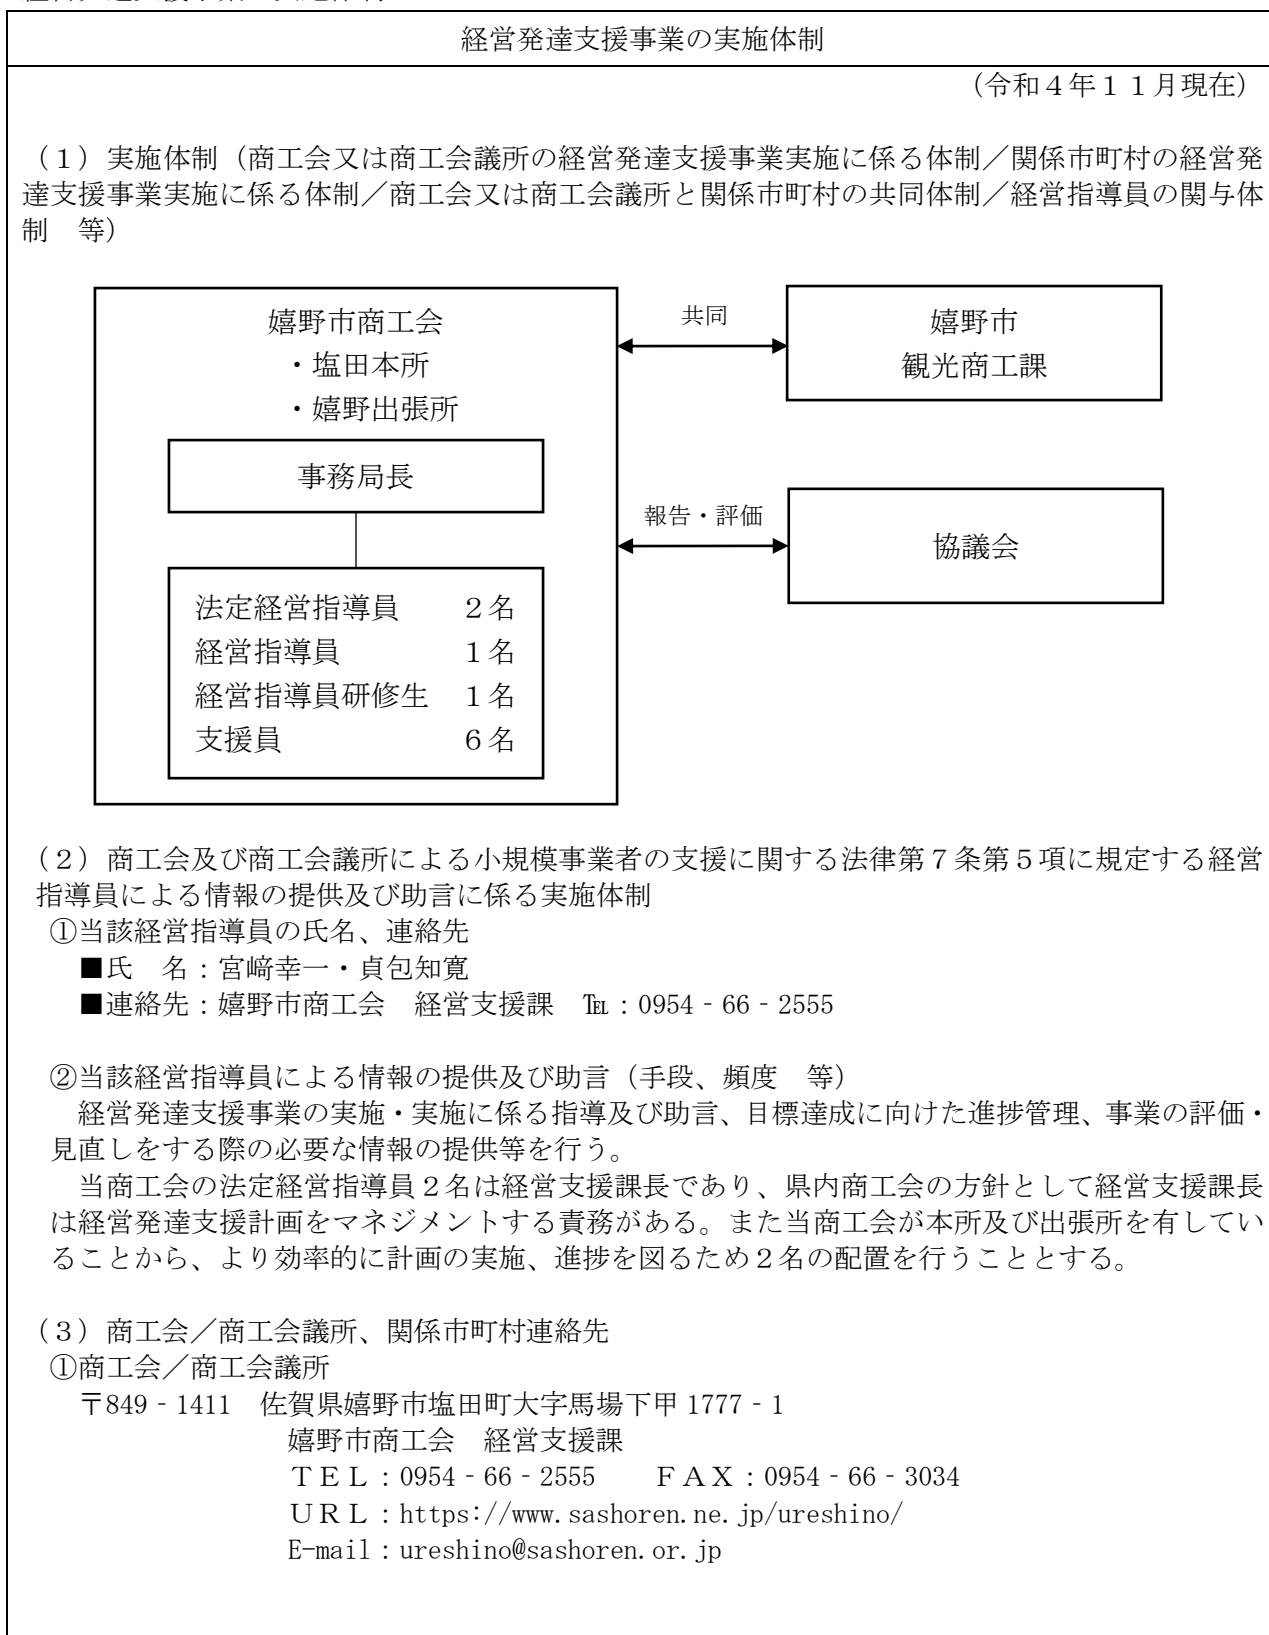 経営発達支援事業の実施体制
（令和４年１１月現在）
（１）実施体制（商工会又は商工会議所の経営発達支援事業実施に係る体制／関係市町村の経営発
達支援事業実施に係る体制／商工会又は商工会議所と関係市町村の共同体制／経営指導員の関与体
制　等）
嬉野市商工会
・塩田本所
・嬉野出張所
事務局長
法定経営指導員　２名
経営指導員　１名
経営指導員研修生　１名
支援員　６名
共同
嬉野市
観光商工課
報告・評価
協議会
（２）商工会及び商工会議所による小規模事業者の支援に関する法律第７条第５項に規定する経営
指導員による情報の提供及び助言に係る実施体制
①当該経営指導員の氏名、連絡先
■氏　名：宮﨑幸一・貞包知寛
■連絡先：嬉野市商工会　経営支援課　℡：0954‐66‐2555
②当該経営指導員による情報の提供及び助言（手段、頻度　等）
経営発達支援事業の実施・実施に係る指導及び助言、目標達成に向けた進捗管理、事業の評価・
見直しをする際の必要な情報の提供等を行う。
当商工会の法定経営指導員２名は経営支援課長であり、県内商工会の方針として経営支援課長
は経営発達支援計画をマネジメントする責務がある。また当商工会が本所及び出張所を有してい
ることから、より効率的に計画の実施、進捗を図るため２名の配置を行うこととする。
（３）商工会／商工会議所、関係市町村連絡先
①商工会／商工会議所
〒849‐1411　佐賀県嬉野市塩田町大字馬場下甲 1777‐1
嬉野市商工会　経営支援課
ＴＥＬ：0954‐66‐2555　　ＦＡＸ：0954‐66‐3034
ＵＲＬ：https://www.sashoren.ne.jp/ureshino/
E-mail：ureshino@sashoren.or.jp